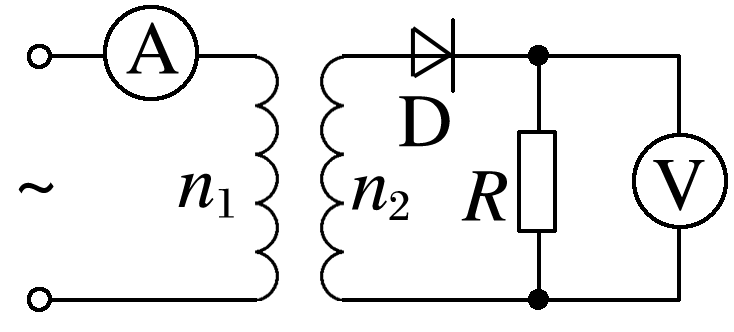 A
D
~
n₁
n₂
R
V